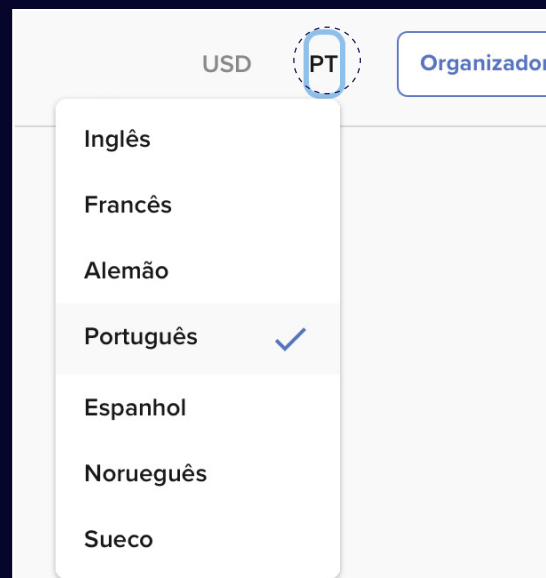 USD PT Organizador
Inglês
Francês
Alemão
Português
Espanhol
Norueguês
Sueco